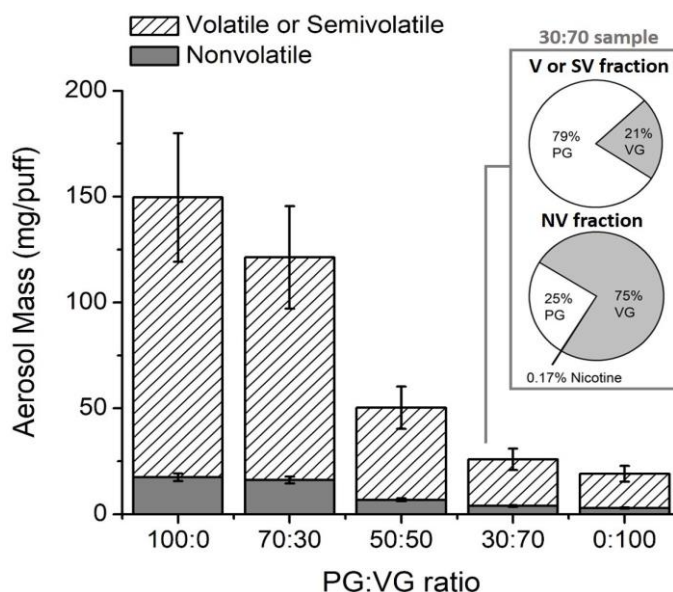 Volatile or Semivolatile
Nonvolatile
30:70 sample
V or SV fraction
79%
PG
21%
VG
NV fraction
25%
PG
75%
VG
0.17% Nicotine
200
150
100
50
0
Aerosol Mass (mg/puff)
100:0 70:30 50:50 30:70 0:100
PG:VG ratio